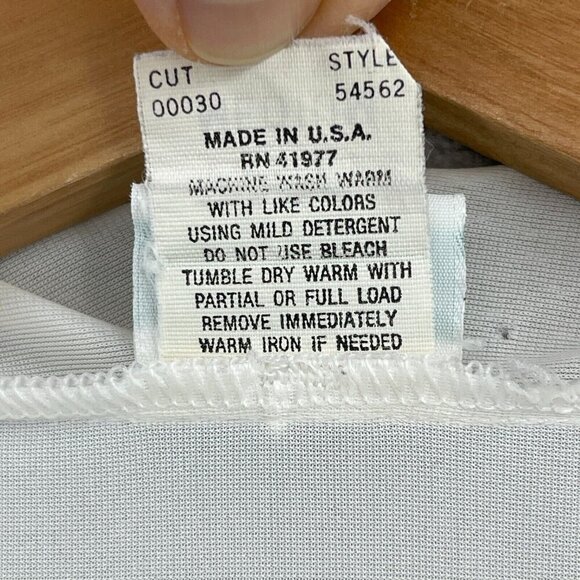 CUT STYLE
00030 54562
MADE IN U.S.A.
RN 41977
MACHINE WASH WARM
WITH LIKE COLORS
USING MILD DETERGENT
DO NOT USE BLEACH
TUMBLE DRY WARM WITH
PARTIAL OR FULL LOAD
REMOVE IMMEDIATELY
WARM IRON IF NEEDED